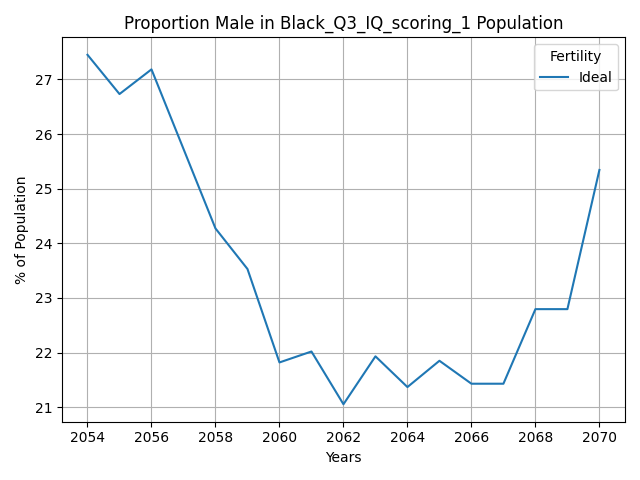 Proportion Male in Black_Q3_IQ_scoring_1 Population
Fertility
Ideal
% of Population
27
26
25
24
23
22
21
2054 2056 2058 2060 2062 2064 2066 2068 2070
Years